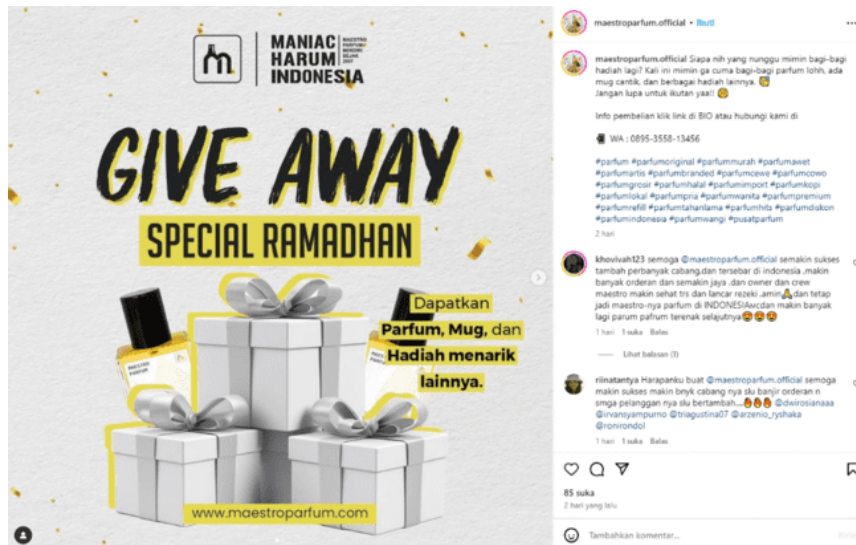 MANIAC
HARUM
INDONESIA
MAESTRO
PARFUM
BERDIRI
SEJAK
2007
GIVE AWAY
SPECIAL RAMADHAN
Dapatkan
Parfum, Mug, dan
Hadiah menarik
lainnya.
MAESTRO
PARFUM
www.maestroparfum.com
maestroparfum.official • Ikuti
maestroparfum.official Siapa nih yang nunggu mimin bagi-bagi
hadiah lagi? Kali ini mimin ga cuma bagi-bagi parfum lohh, ada
mug cantik, dan berbagai hadiah lainnya. 
Jangan lupa untuk ikutan yaa!!
Info pembelian klik link di BIO atau hubungi kami di
WA : 0895-3558-13456
#parfum #parfumoriginal #parfummurah #parfumawet
#parfumartis #parfumbranded #parfumcewe #parfumcowo
#parfumgrosir #parfumhalal #parfumimport #parfumkopi
#parfumlokal #parfumpria #parfumwanita #parfumpremium
#parfumrefill #parfumtahanlama #parfumhits #parfumdiskon
#parfumindonesia #parfumwangi #pusatparfum
2 hari
khovivah123 semoga @maestroparfum.official semakin sukses
tambah perbanyak cabang,dan tersebar di indonesia .makin
banyak orderan dan semakin jaya .dan owner dan crew
maestro makin sehat trs dan lancar rezeki .amin🙏dan tetap
jadi maestro-nya parfum di INDONESIA
dan makin banyak
lagi parum pafrum terenak selajutnya
1 hari 1 suka Balas
Lihat balasan (1)
riinatantya Harapanku buat @maestroparfum.official semoga
makin sukses makin bnyk cabang nya slu banjir orderan n
smga pelanggan nya slu bertambah....🔥🔥🔥 @dwirosianaaa
@irvansyampurno @triagustina07 @arzenio_ryshaka
@ronirondol
1 hari 1 suka Balas
85 suka
2 hari yang lalu
Tambahkan komentar...